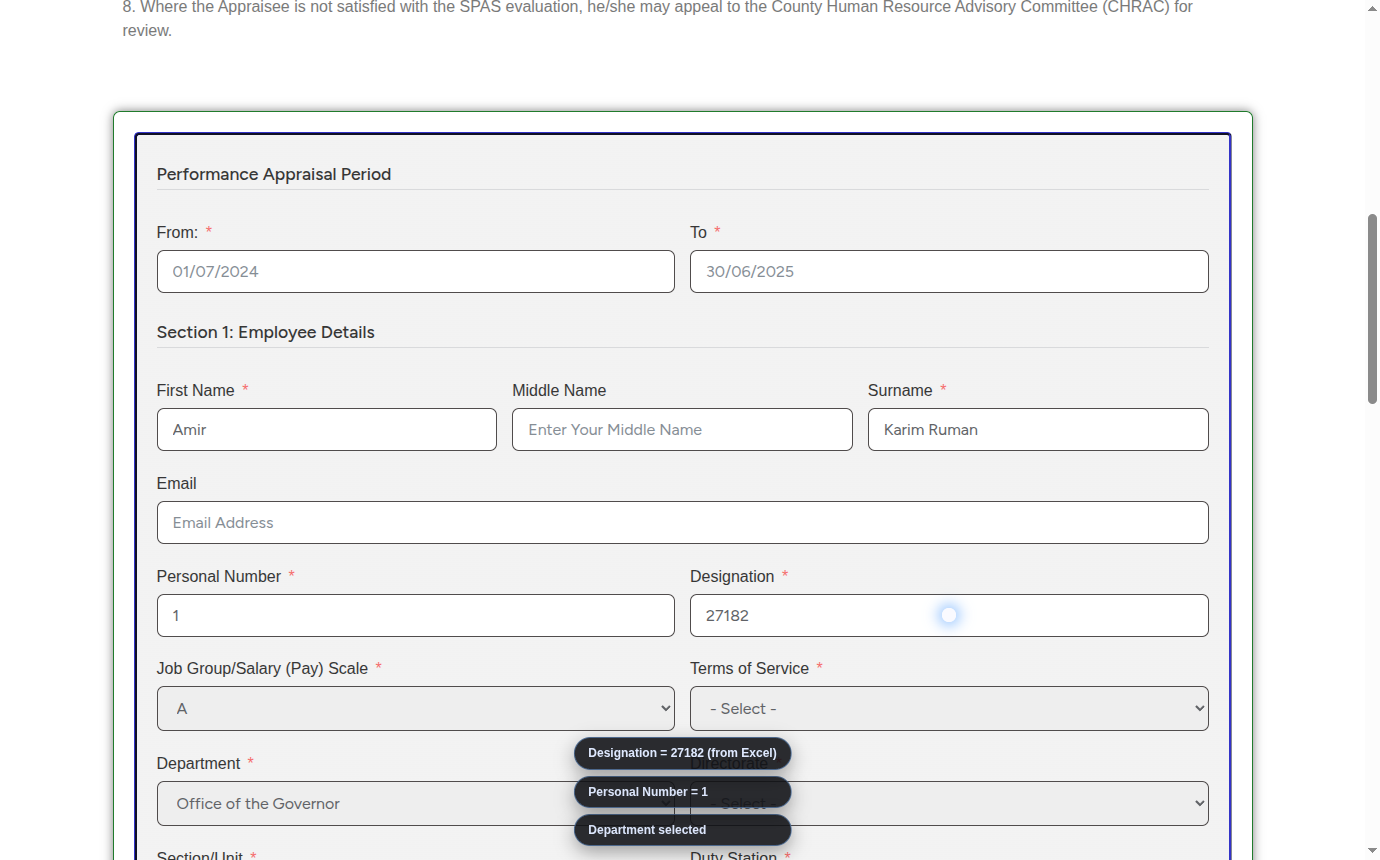 8. Where the Appraisee is not satisfied with the SPAS evaluation, he/she may appeal to the County Human Resource Advisory Committee (CHRAC) for
review.
Performance Appraisal Period
From: *
To *
01/07/2024
30/06/2025
Section 1: Employee Details
First Name *
Middle Name
Surname *
Amir
Enter Your Middle Name
Karim Ruman
Email
Email Address
Personal Number *
Designation *
1
27182
Job Group/Salary (Pay) Scale *
Terms of Service *
A
- Select -
Designation = 27182 (from Excel)
Department *
Directorate *
Personal Number = 1
Office of the Governor
- Select -
Department selected
Section/Unit *
Duty Station *